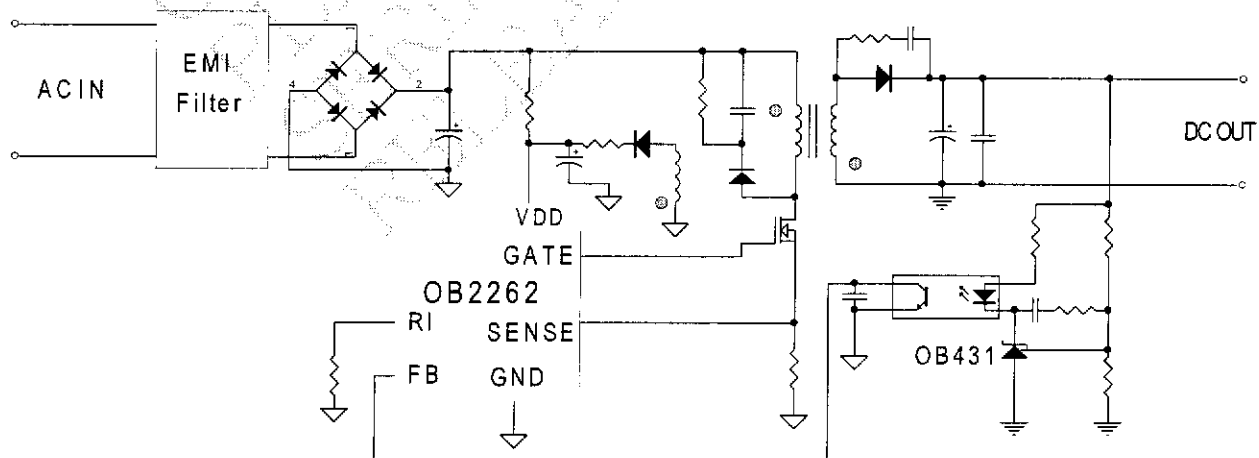 EMI
Filter
ACIN
4
2
DC OUT
VDD
GATE
OB2262
RI
SENSE
FB
GND
OB431